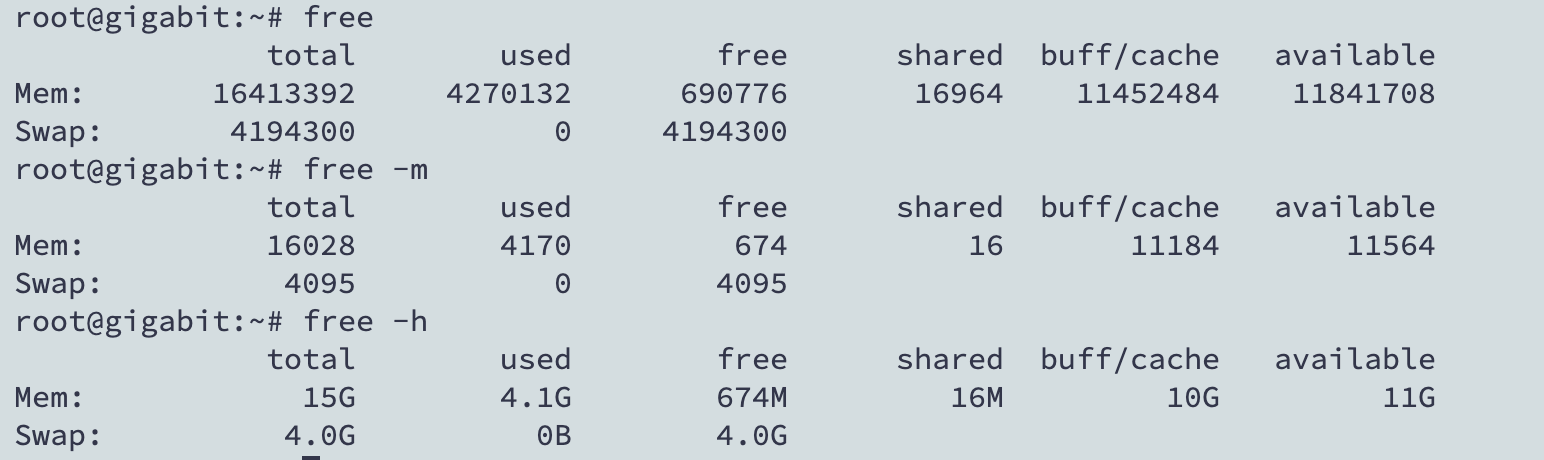 root@gigabit:~# free
              total        used        free      shared  buff/cache   available
Mem:       16413392     4270132      690776       16964    11452484    11841708
Swap:       4194300           0     4194300
root@gigabit:~# free -m
              total        used        free      shared  buff/cache   available
Mem:          16028        4170         674          16       11184       11564
Swap:          4095           0        4095
root@gigabit:~# free -h
              total        used        free      shared  buff/cache   available
Mem:            15G        4.1G        674M         16M         10G         11G
Swap:          4.0G          0B        4.0G